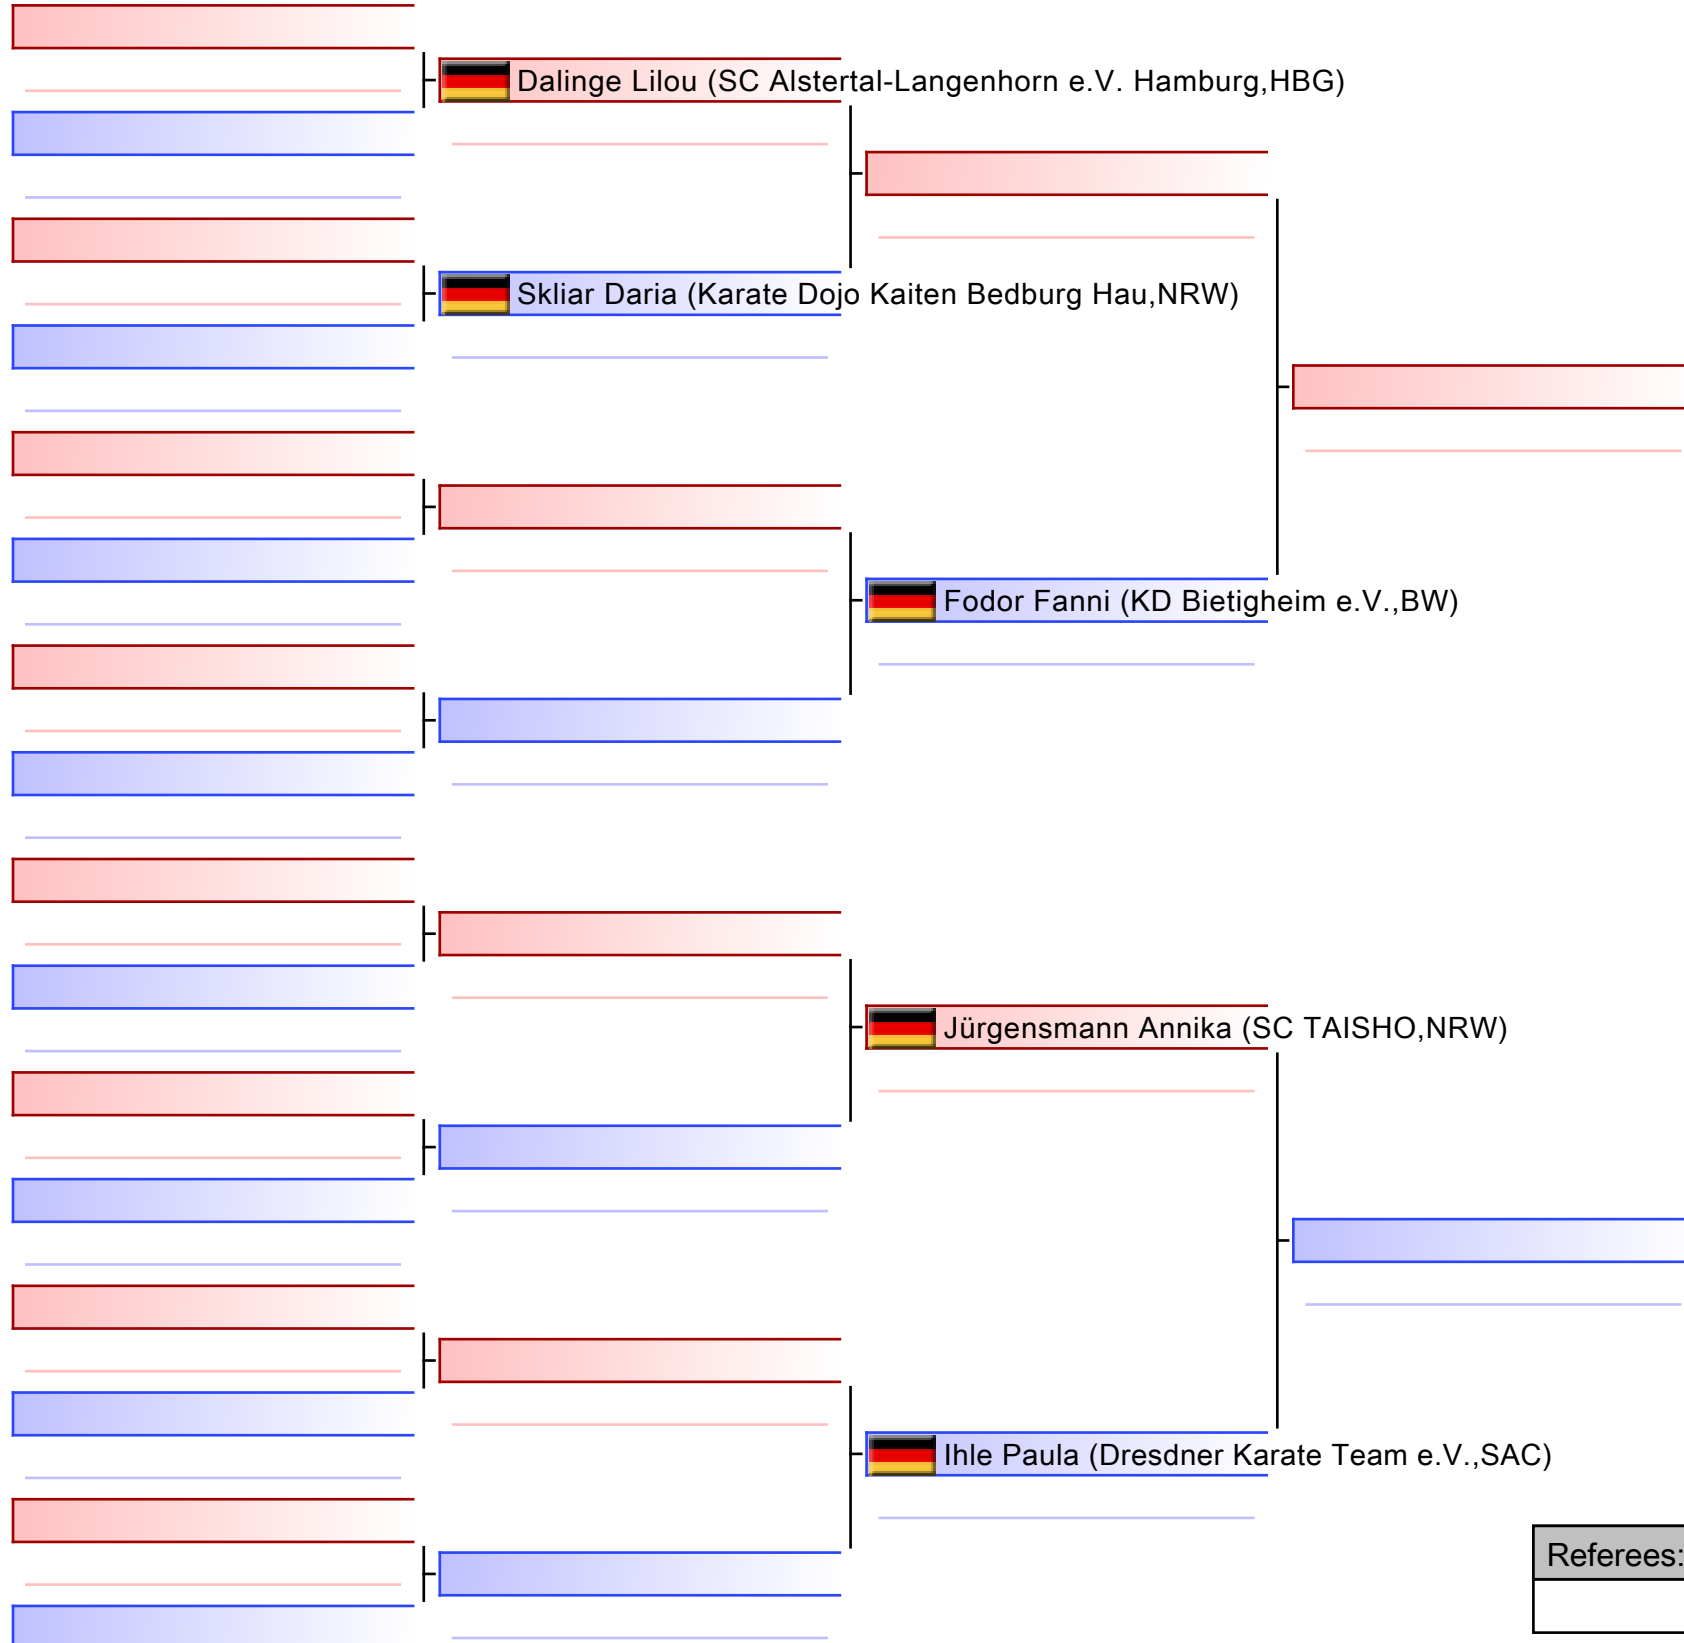 Dalinge Lilou (SC Alstertal-Langenhorn e.V. Hamburg,HBG)
Skliar Daria (Karate Dojo Kaiten Bedburg Hau,NRW)
Fodor Fanni (KD Bietigheim e.V.,BW)
Jürgensmann Annika (SC TAISHO,NRW)
Ihle Paula (Dresdner Karate Team e.V.,SAC)
Referees: